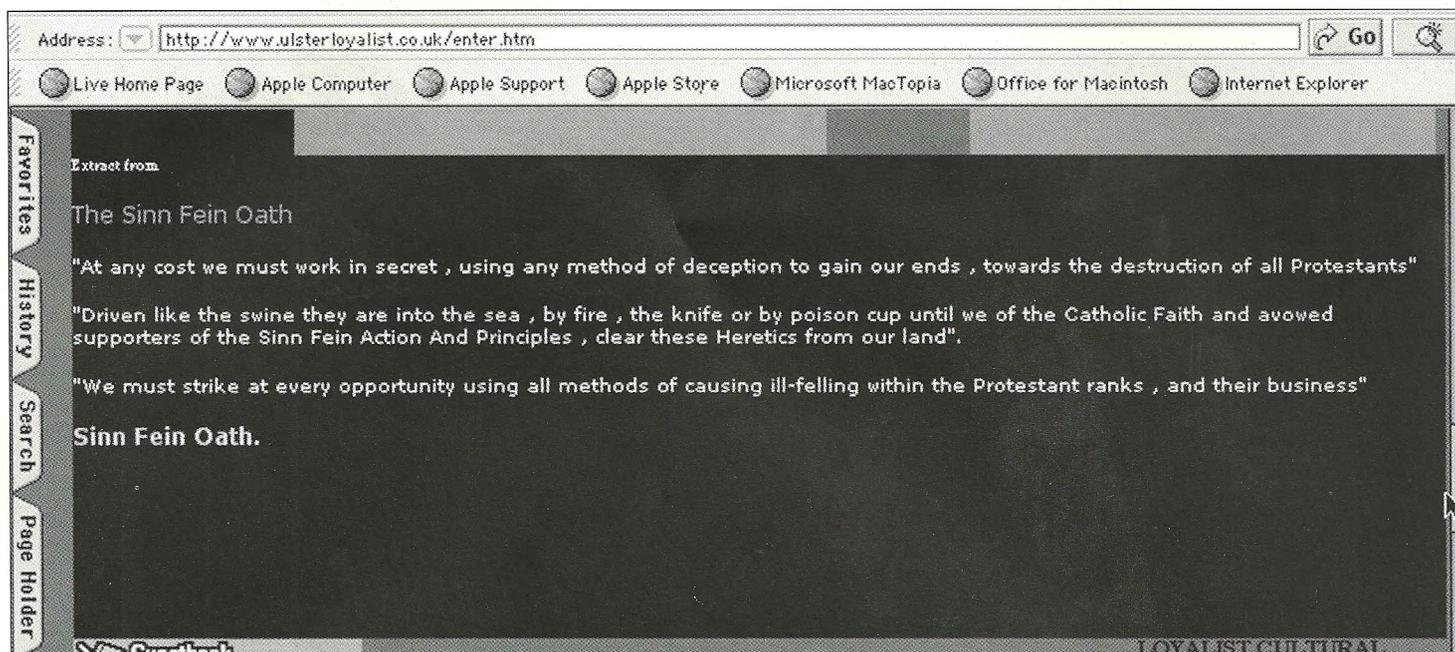 Address: http://www.ulsterloyalist.co.uk/enter.htm Go
Live Home Page Apple Computer Apple Support Apple Store Microsoft MacTopia Office for Macintosh Internet Explorer
Favorites
History
Search
Page Holder
Extract from
The Sinn Fein Oath
"At any cost we must work in secret , using any method of deception to gain our ends , towards the destruction of all Protestants"
"Driven like the swine they are into the sea , by fire , the knife or by poison cup until we of the Catholic Faith and avowed
supporters of the Sinn Fein Action And Principles , clear these Heretics from our land".
"We must strike at every opportunity using all methods of causing ill-felling within the Protestant ranks , and their business"
Sinn Fein Oath.
Guestbook
LOYALIST CULTURAL